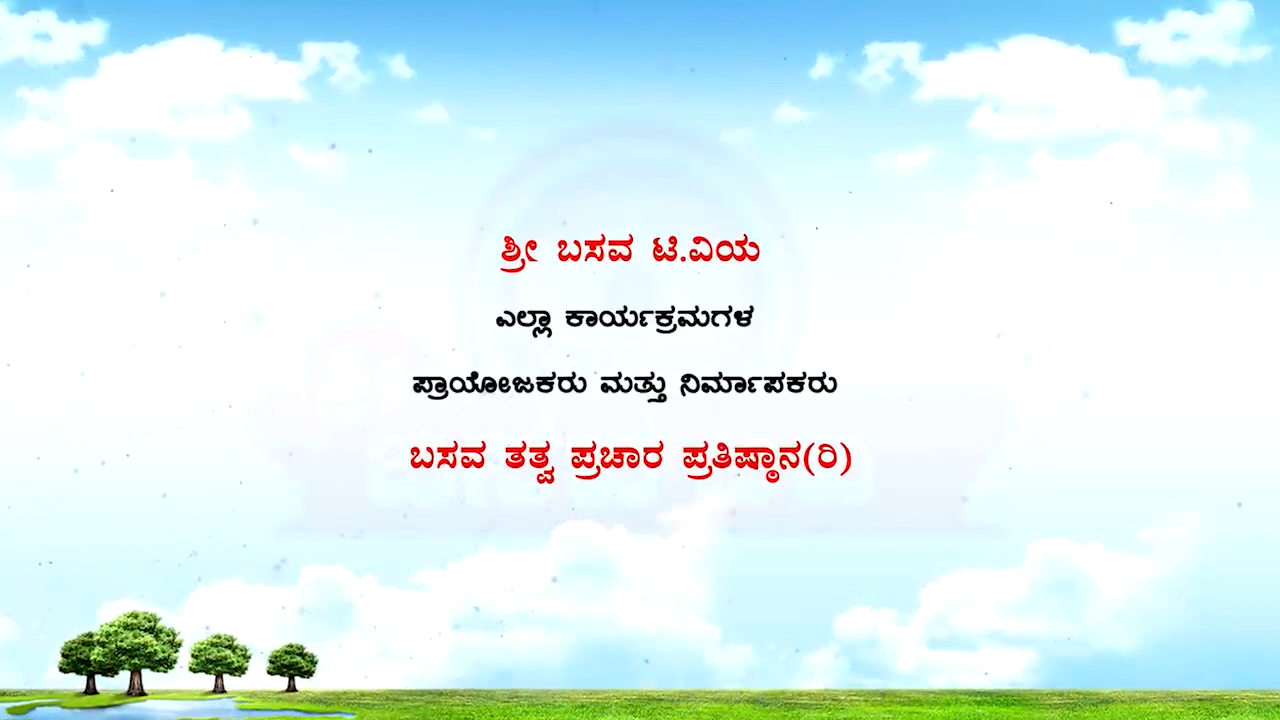 ಶ್ರೀ ಬಸವ ಟಿ.ವಿಯ
ಎಲ್ಲಾ ಕಾರ್ಯಕ್ರಮಗಳ
ಪ್ರಾಯೋಜಕರು ಮತ್ತು ನಿರ್ಮಾಪಕರು
ಬಸವ ತತ್ವ ಪ್ರಚಾರ ಪ್ರತಿಷ್ಠಾನ(ರಿ)